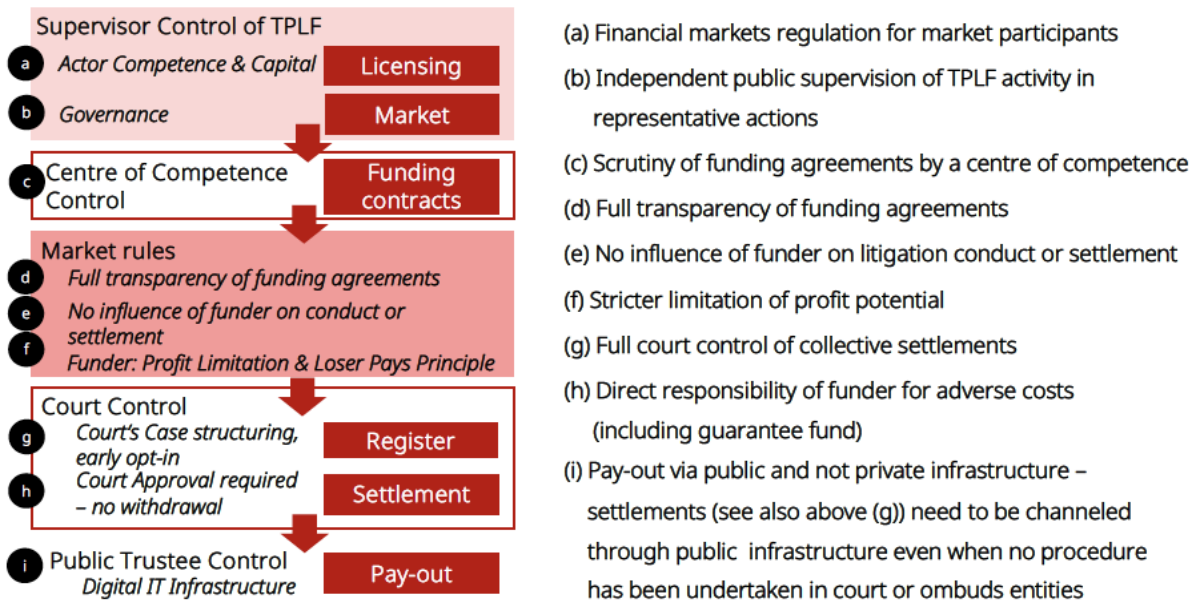 Supervisor Control of TPLF
a
Actor Competence & Capital
Licensing
b
Governance
Market
c
Centre of Competence
Control
Funding
contracts
Market rules
d
Full transparency of funding agreements
e
No influence of funder on conduct or
settlement
f
Funder: Profit Limitation & Loser Pays Principle
Court Control
g
Court‘s Case structuring,
early opt-in
Register
h
Court Approval required
– no withdrawal
Settlement
i
Public Trustee Control
Digital IT Infrastructure
Pay-out
(a) Financial markets regulation for market participants
(b) Independent public supervision of TPLF activity in
representative actions
(c) Scrutiny of funding agreements by a centre of competence
(d) Full transparency of funding agreements
(e) No influence of funder on litigation conduct or settlement
(f) Stricter limitation of profit potential
(g) Full court control of collective settlements
(h) Direct responsibility of funder for adverse costs
(including guarantee fund)
(i) Pay-out via public and not private infrastructure –
settlements (see also above (g)) need to be channeled
through public infrastructure even when no procedure
has been undertaken in court or ombuds entities